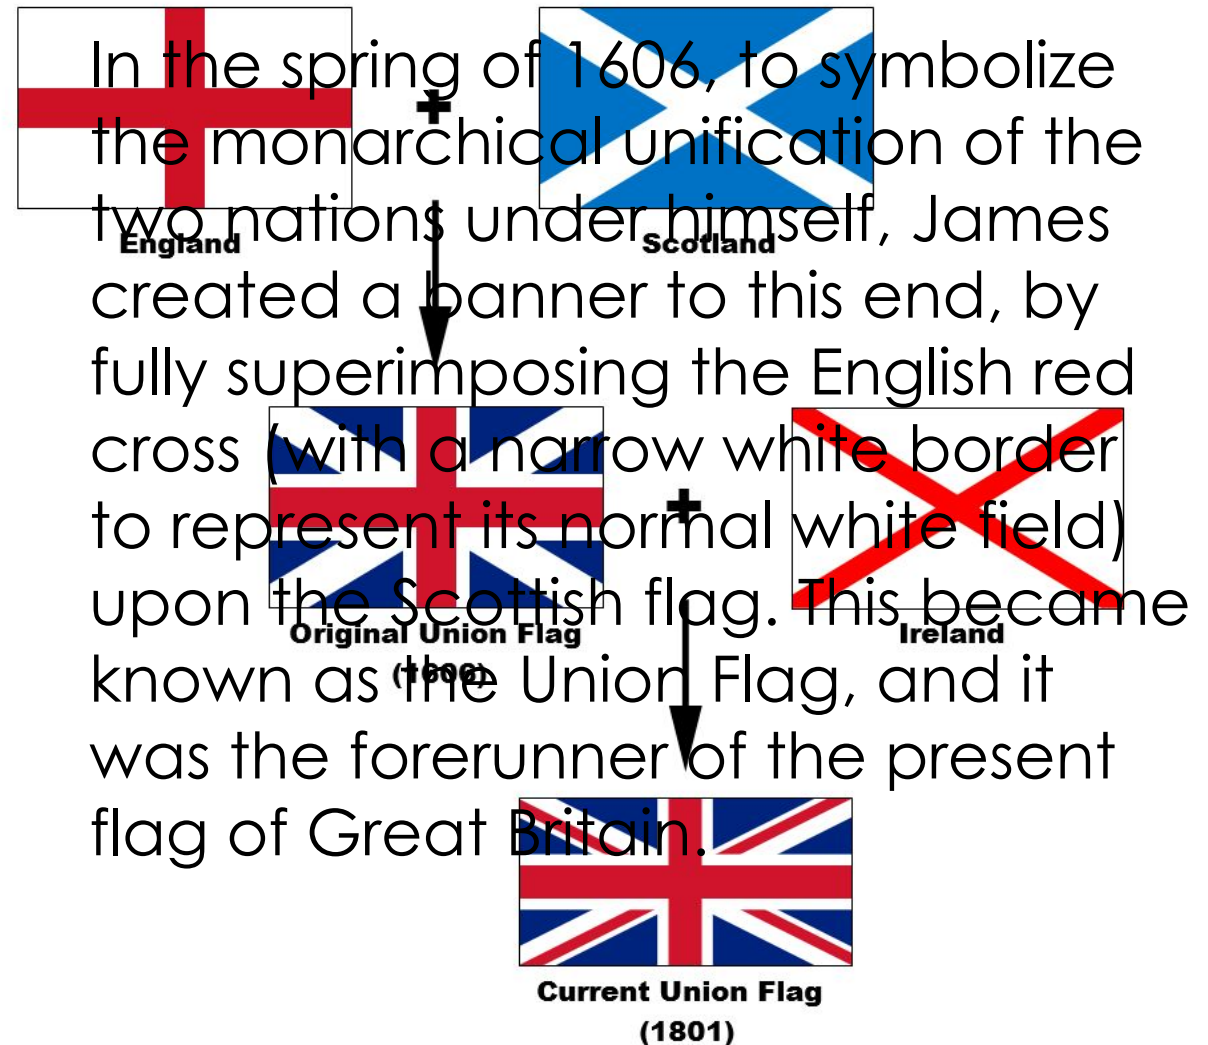 In the spring of 1606, to symbolize
the monarchical unification of the
two nations under himself, James
created a banner to this end, by
fully superimposing the English red
cross (with a narrow white border
to represent its normal white field)
upon the Scottish flag. This became
known as the Union Flag, and it
was the forerunner of the present
flag of Great Britain.
England
Scotland
Original Union Flag
(1606)
Ireland
Current Union Flag
(1801)